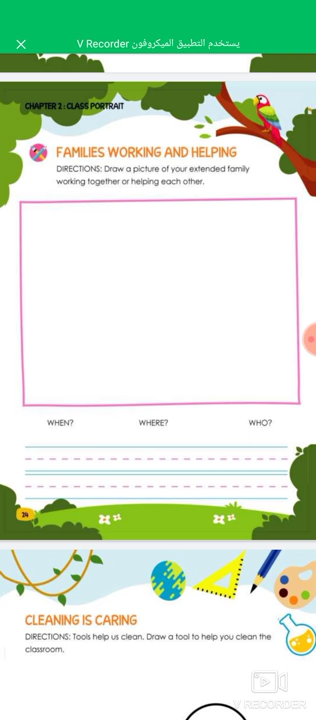 يستخدم التطبيق الميكروفون V Recorder
CHAPTER 2 : CLASS PORTRAIT
FAMILIES WORKING AND HELPING
DIRECTIONS: Draw a picture of your extended family
working together or helping each other.
WHEN? WHERE? WHO?
24
CLEANING IS CARING
DIRECTIONS: Tools help us clean. Draw a tool to help you clean the
classroom.
V RECORDER